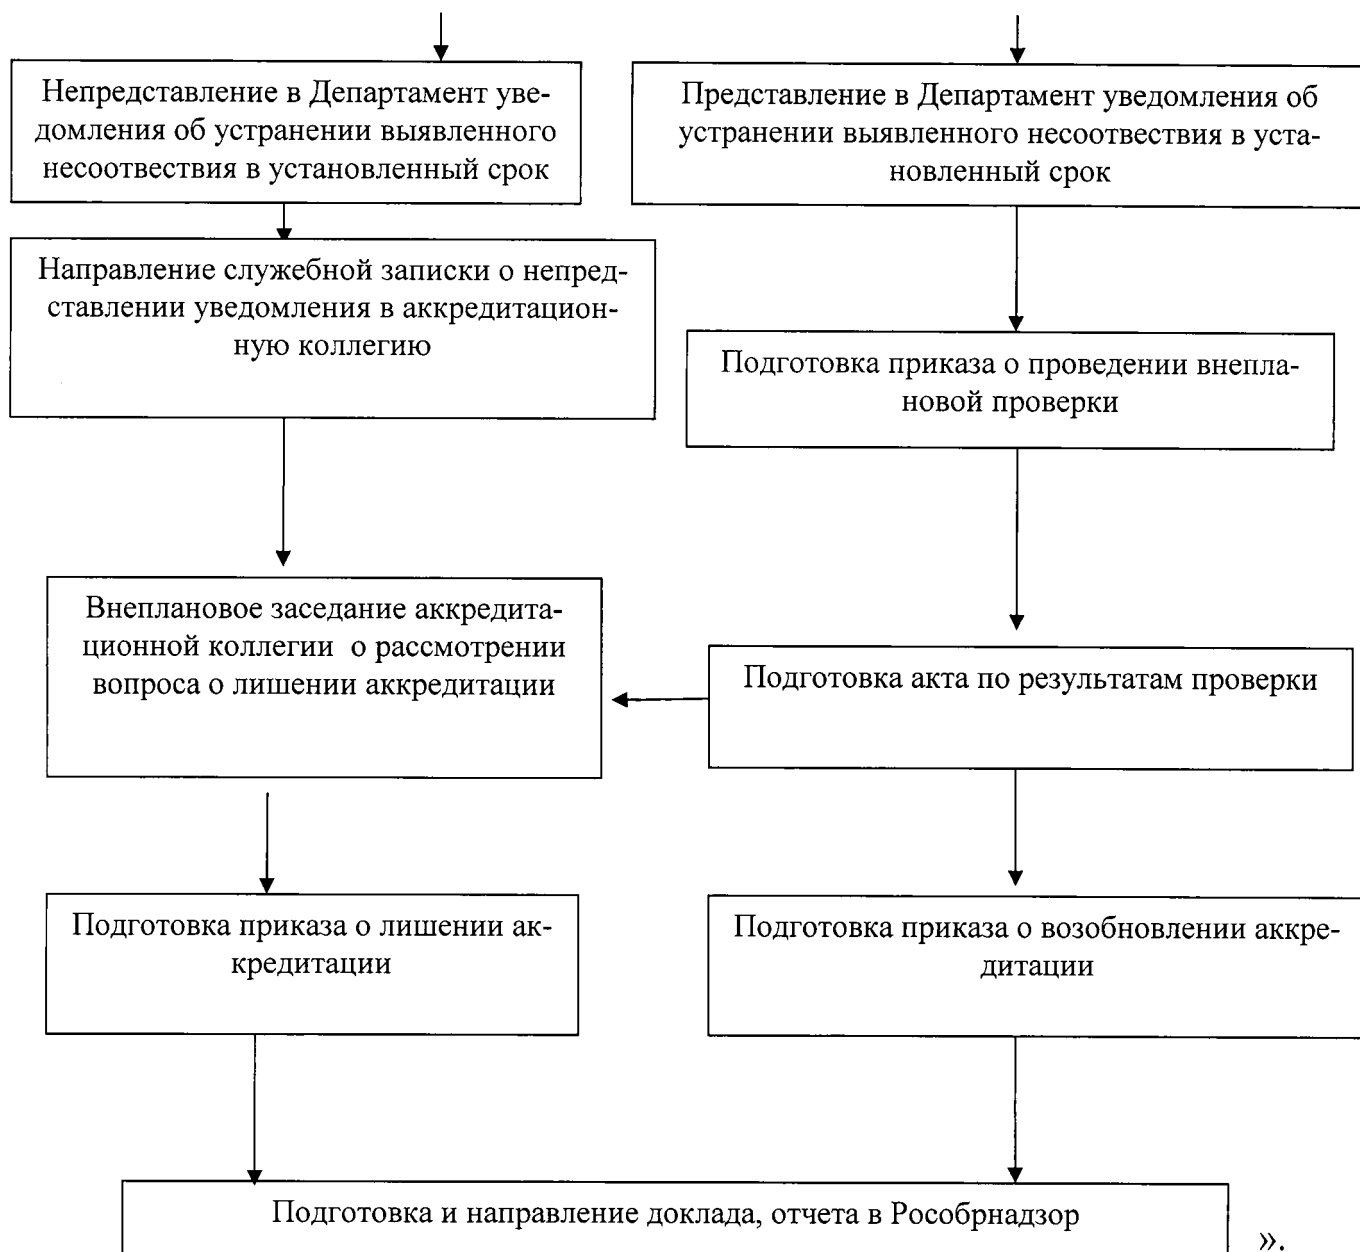 Непредставление в Департамент уве-
домления об устранении выявленного
несоотвествия в установленный срок
Представление в Департамент уведомления об
устранении выявленного несоотвествия в уста-
новленный срок
Направление служебной записки о непред-
ставлении уведомления в аккредитацион-
ную коллегию
Подготовка приказа о проведении внепла-
новой проверки
Внеплановое заседание аккредита-
ционной коллегии о рассмотрении
вопроса о лишении аккредитации
Подготовка акта по результатам проверки
Подготовка приказа о лишении ак-
кредитации
Подготовка приказа о возобновлении аккре-
дитации
Подготовка и направление доклада, отчета в Рособрнадзор
».